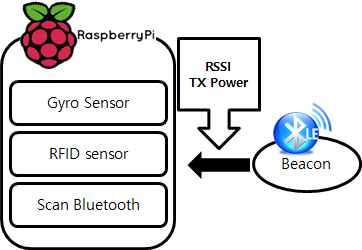 RaspberryPi
Gyro Sensor
RFID sensor
Scan Bluetooth
RSSI
TX Power
LE
Beacon